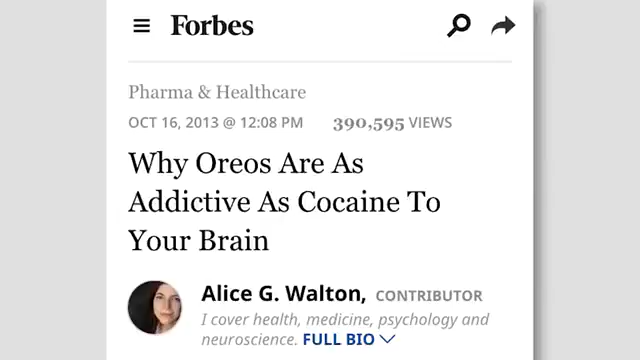 Forbes
Pharma & Healthcare
OCT 16, 2013 @ 12:08 PM 390,595 VIEWS
Why Oreos Are As
Addictive As Cocaine To
Your Brain
Alice G. Walton, CONTRIBUTOR
I cover health, medicine, psychology and
neuroscience. FULL BIO